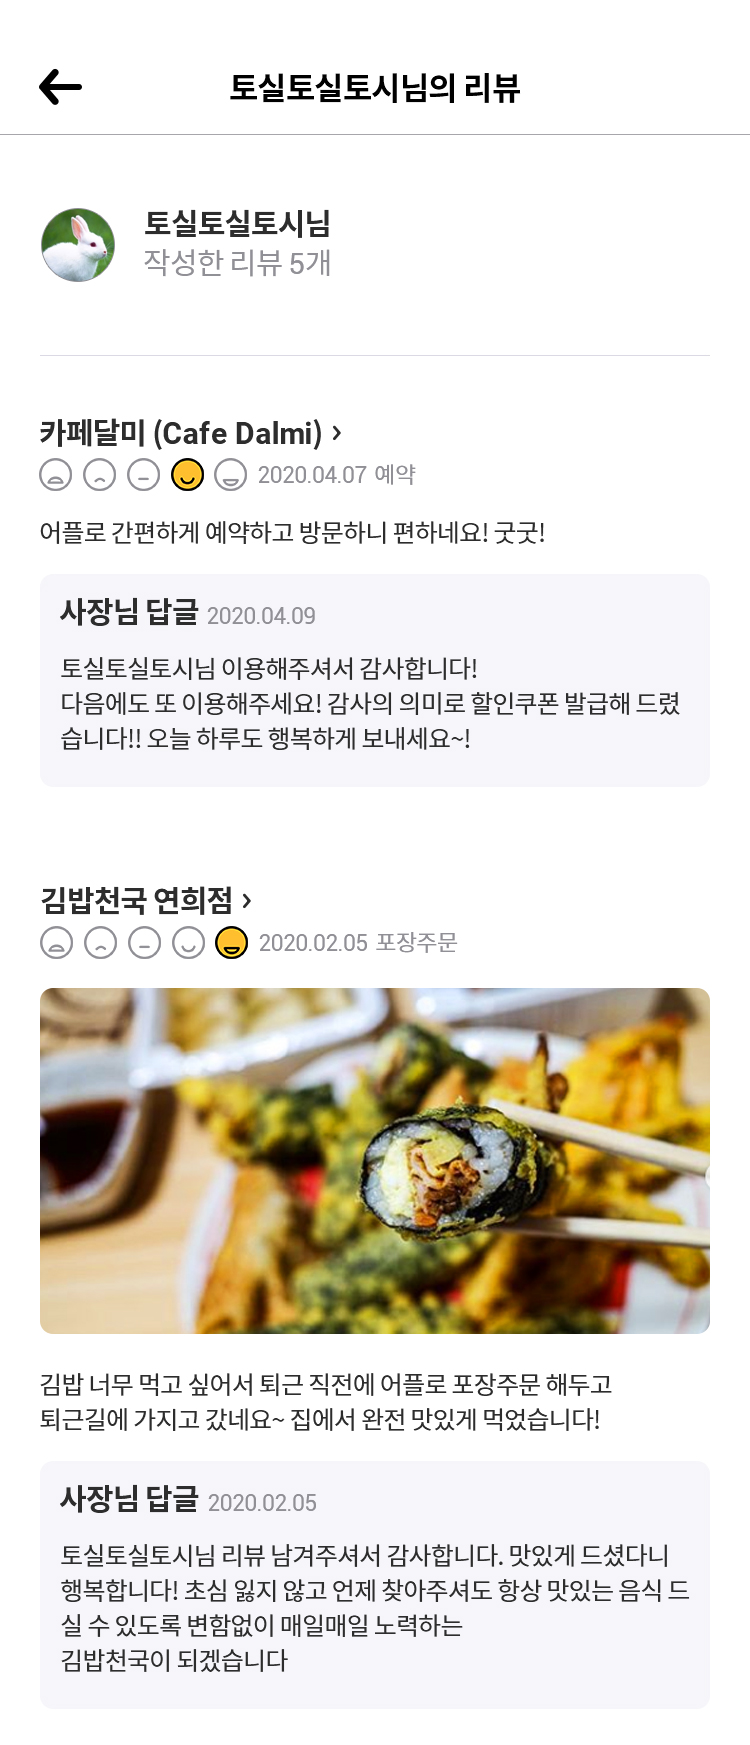 토실토실토시님의 리뷰
토실토실토시님
작성한 리뷰 5개
카페달미 (Cafe Dalmi) ›
2020.04.07 예약
어플로 간편하게 예약하고 방문하니 편하네요! 굿굿!
사장님 답글 2020.04.09
토실토실토시님 이용해주셔서 감사합니다!
다음에도 또 이용해주세요! 감사의 의미로 할인쿠폰 발급해 드렸
습니다!! 오늘 하루도 행복하게 보내세요~!
김밥천국 연희점 ›
2020.02.05 포장주문
김밥 너무 먹고 싶어서 퇴근 직전에 어플로 포장주문 해두고
퇴근길에 가지고 갔네요~ 집에서 완전 맛있게 먹었습니다!
사장님 답글 2020.02.05
토실토실토시님 리뷰 남겨주셔서 감사합니다. 맛있게 드셨다니
행복합니다! 초심 잃지 않고 언제 찾아주셔도 항상 맛있는 음식 드
실 수 있도록 변함없이 매일매일 노력하는
김밥천국이 되겠습니다